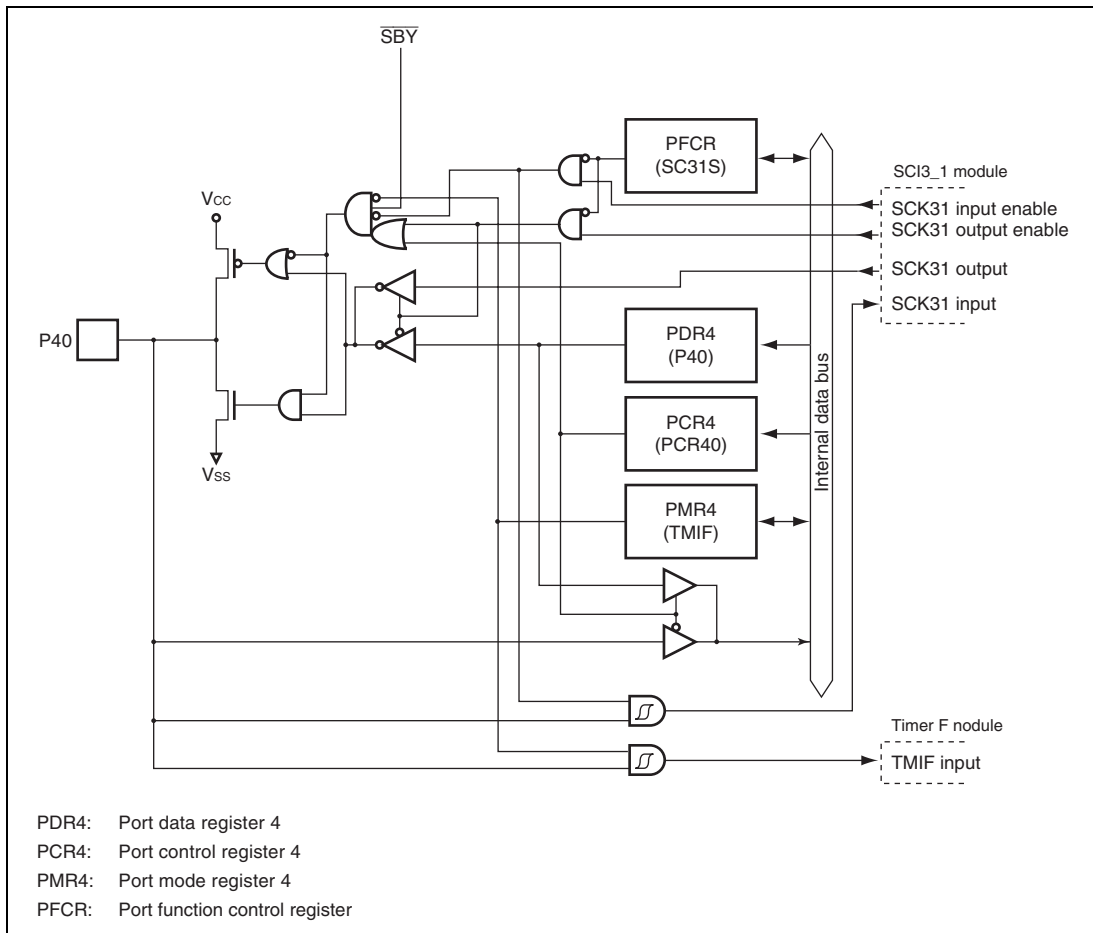 SBY
PFCR
(SC31S)
SCI3_1 module
SCK31 input enable
SCK31 output enable
SCK31 output
SCK31 input
VCC
P40
VSS
PDR4
(P40)
PCR4
(PCR40)
PMR4
(TMIF)
Internal data bus
Timer F nodule
TMIF input
PDR4: Port data register 4
PCR4: Port control register 4
PMR4: Port mode register 4
PFCR: Port function control register